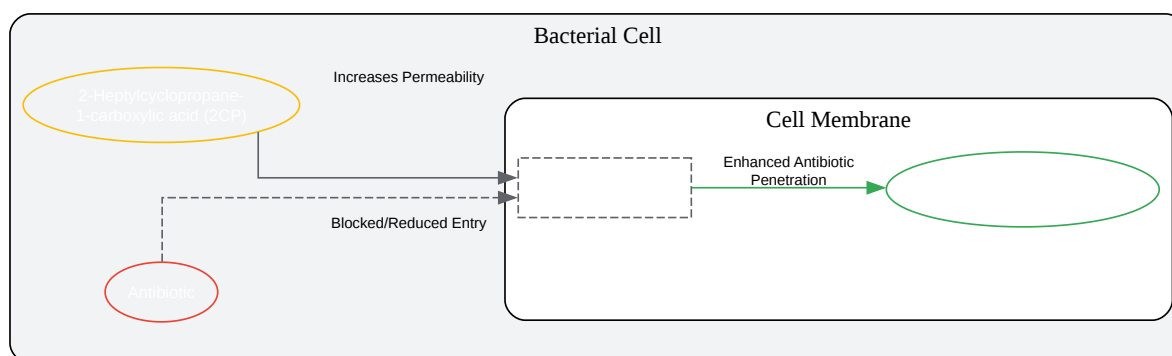 Bacterial Cell
Increases Permeability
2-Heptylcyclopropane-
1-carboxylic acid (2CP)
Cell Membrane
Enhanced Antibiotic
Penetration
Blocked/Reduced Entry
Antibiotic